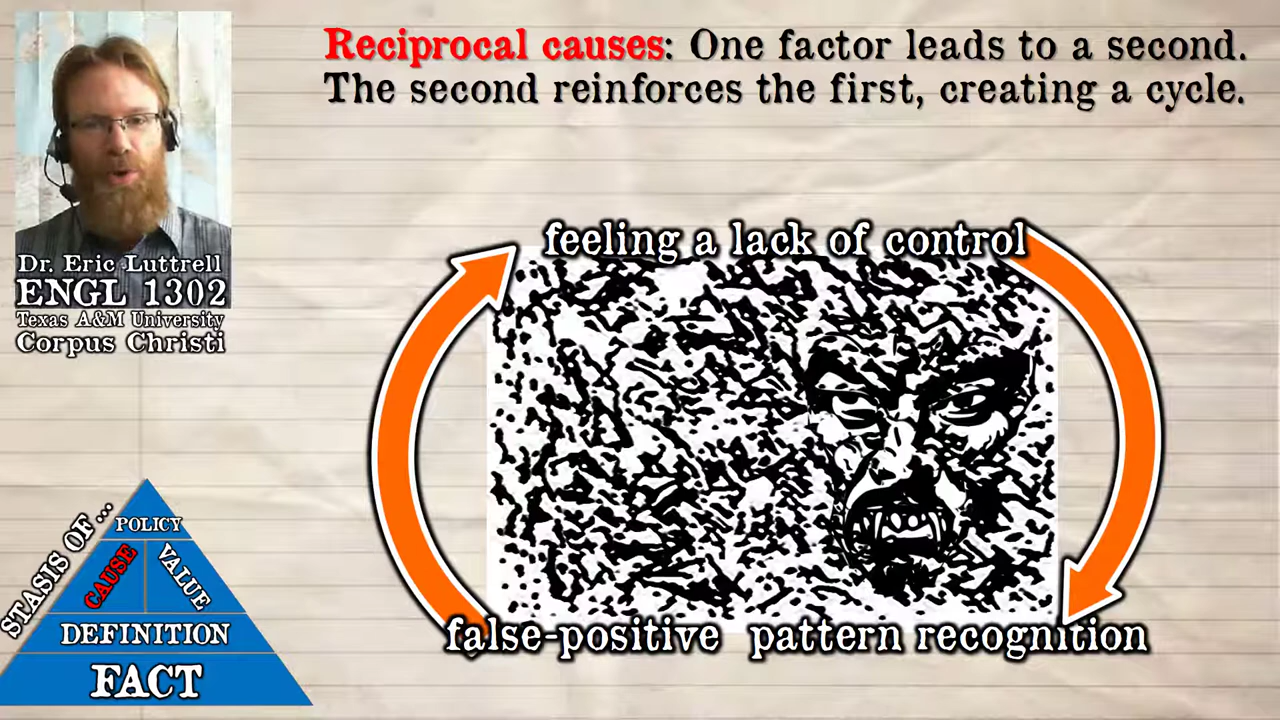 Reciprocal causes: One factor leads to a second.
The second reinforces the first, creating a cycle.
feeling a lack of control
false-positive pattern recognition
Dr. Eric Luttrell
ENGL 1302
Texas A&M University
Corpus Christi
STASIS OF ...
POLICY
CAUSE
VALUE
DEFINITION
FACT